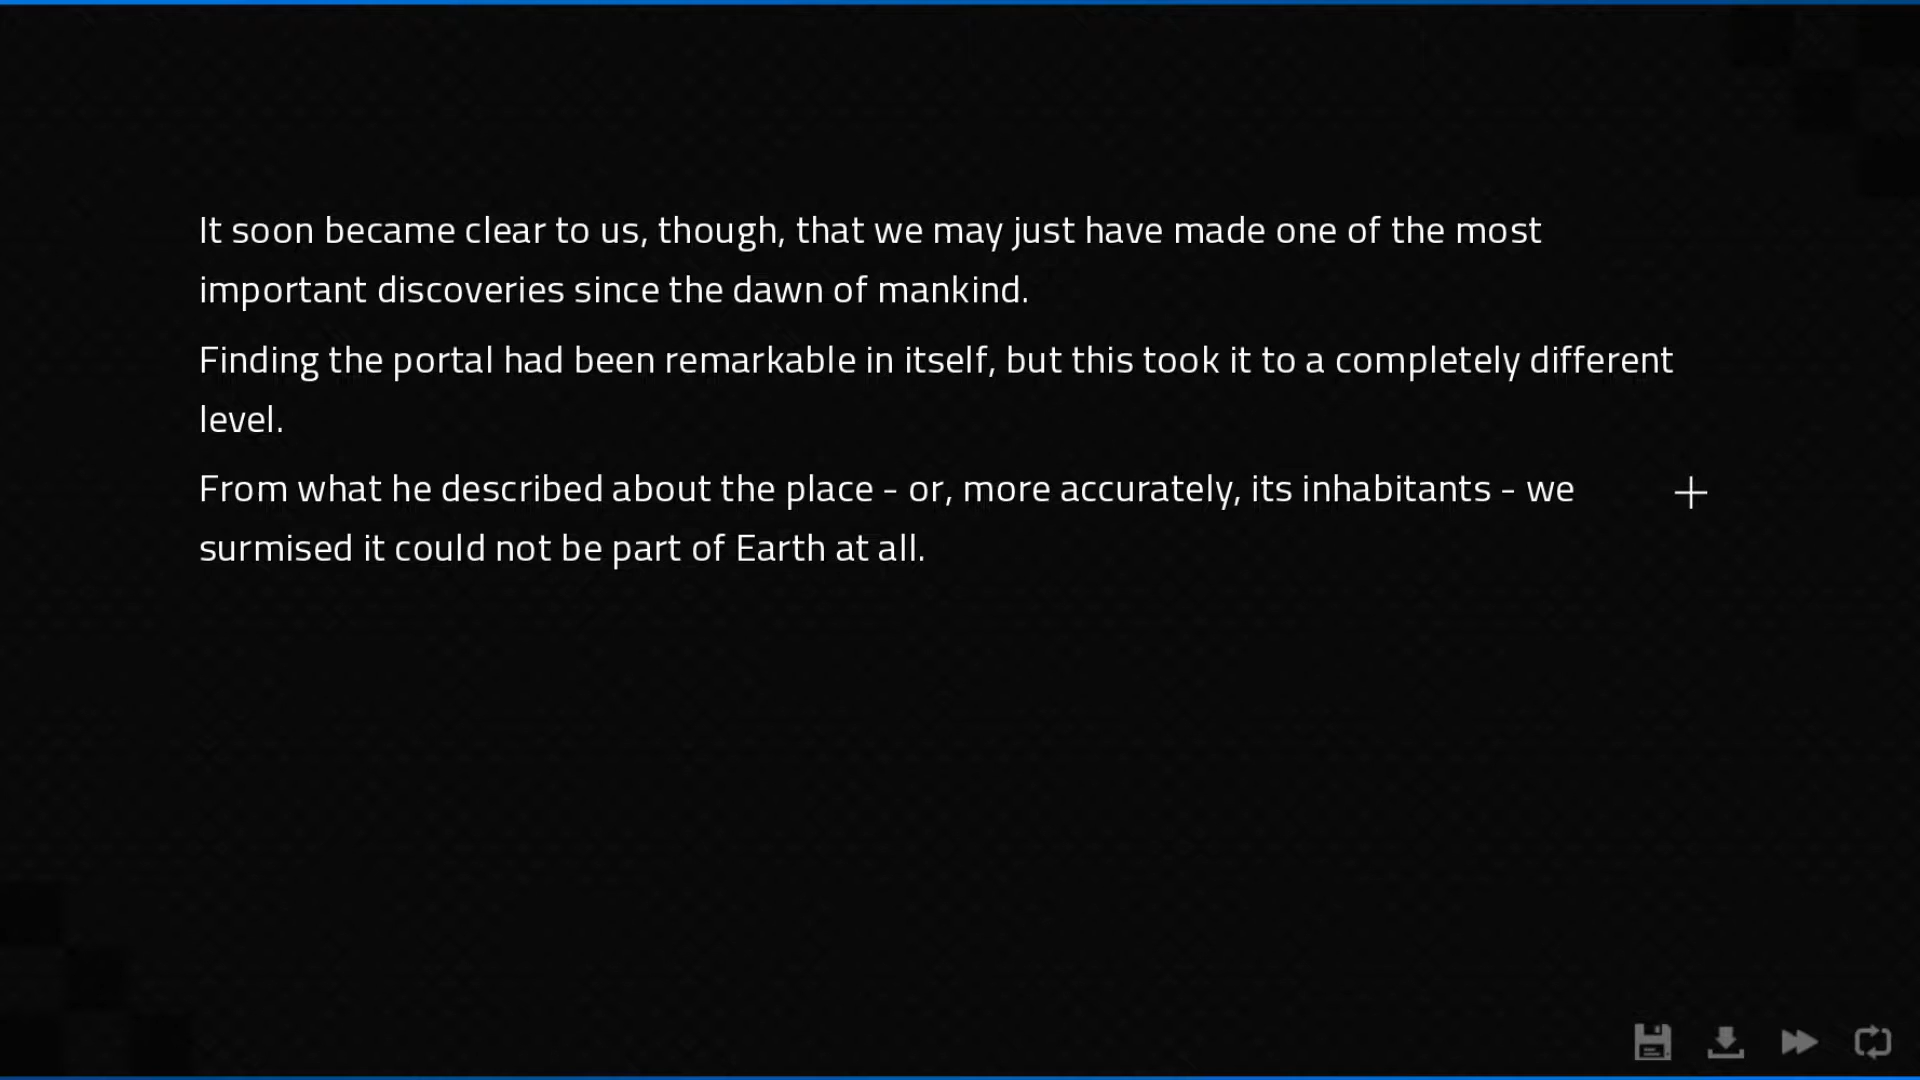 It soon became clear to us, though, that we may just have made one of the most
important discoveries since the dawn of mankind.
Finding the portal had been remarkable in itself, but this took it to a completely different
level.
From what he described about the place - or, more accurately, its inhabitants - we
surmised it could not be part of Earth at all.